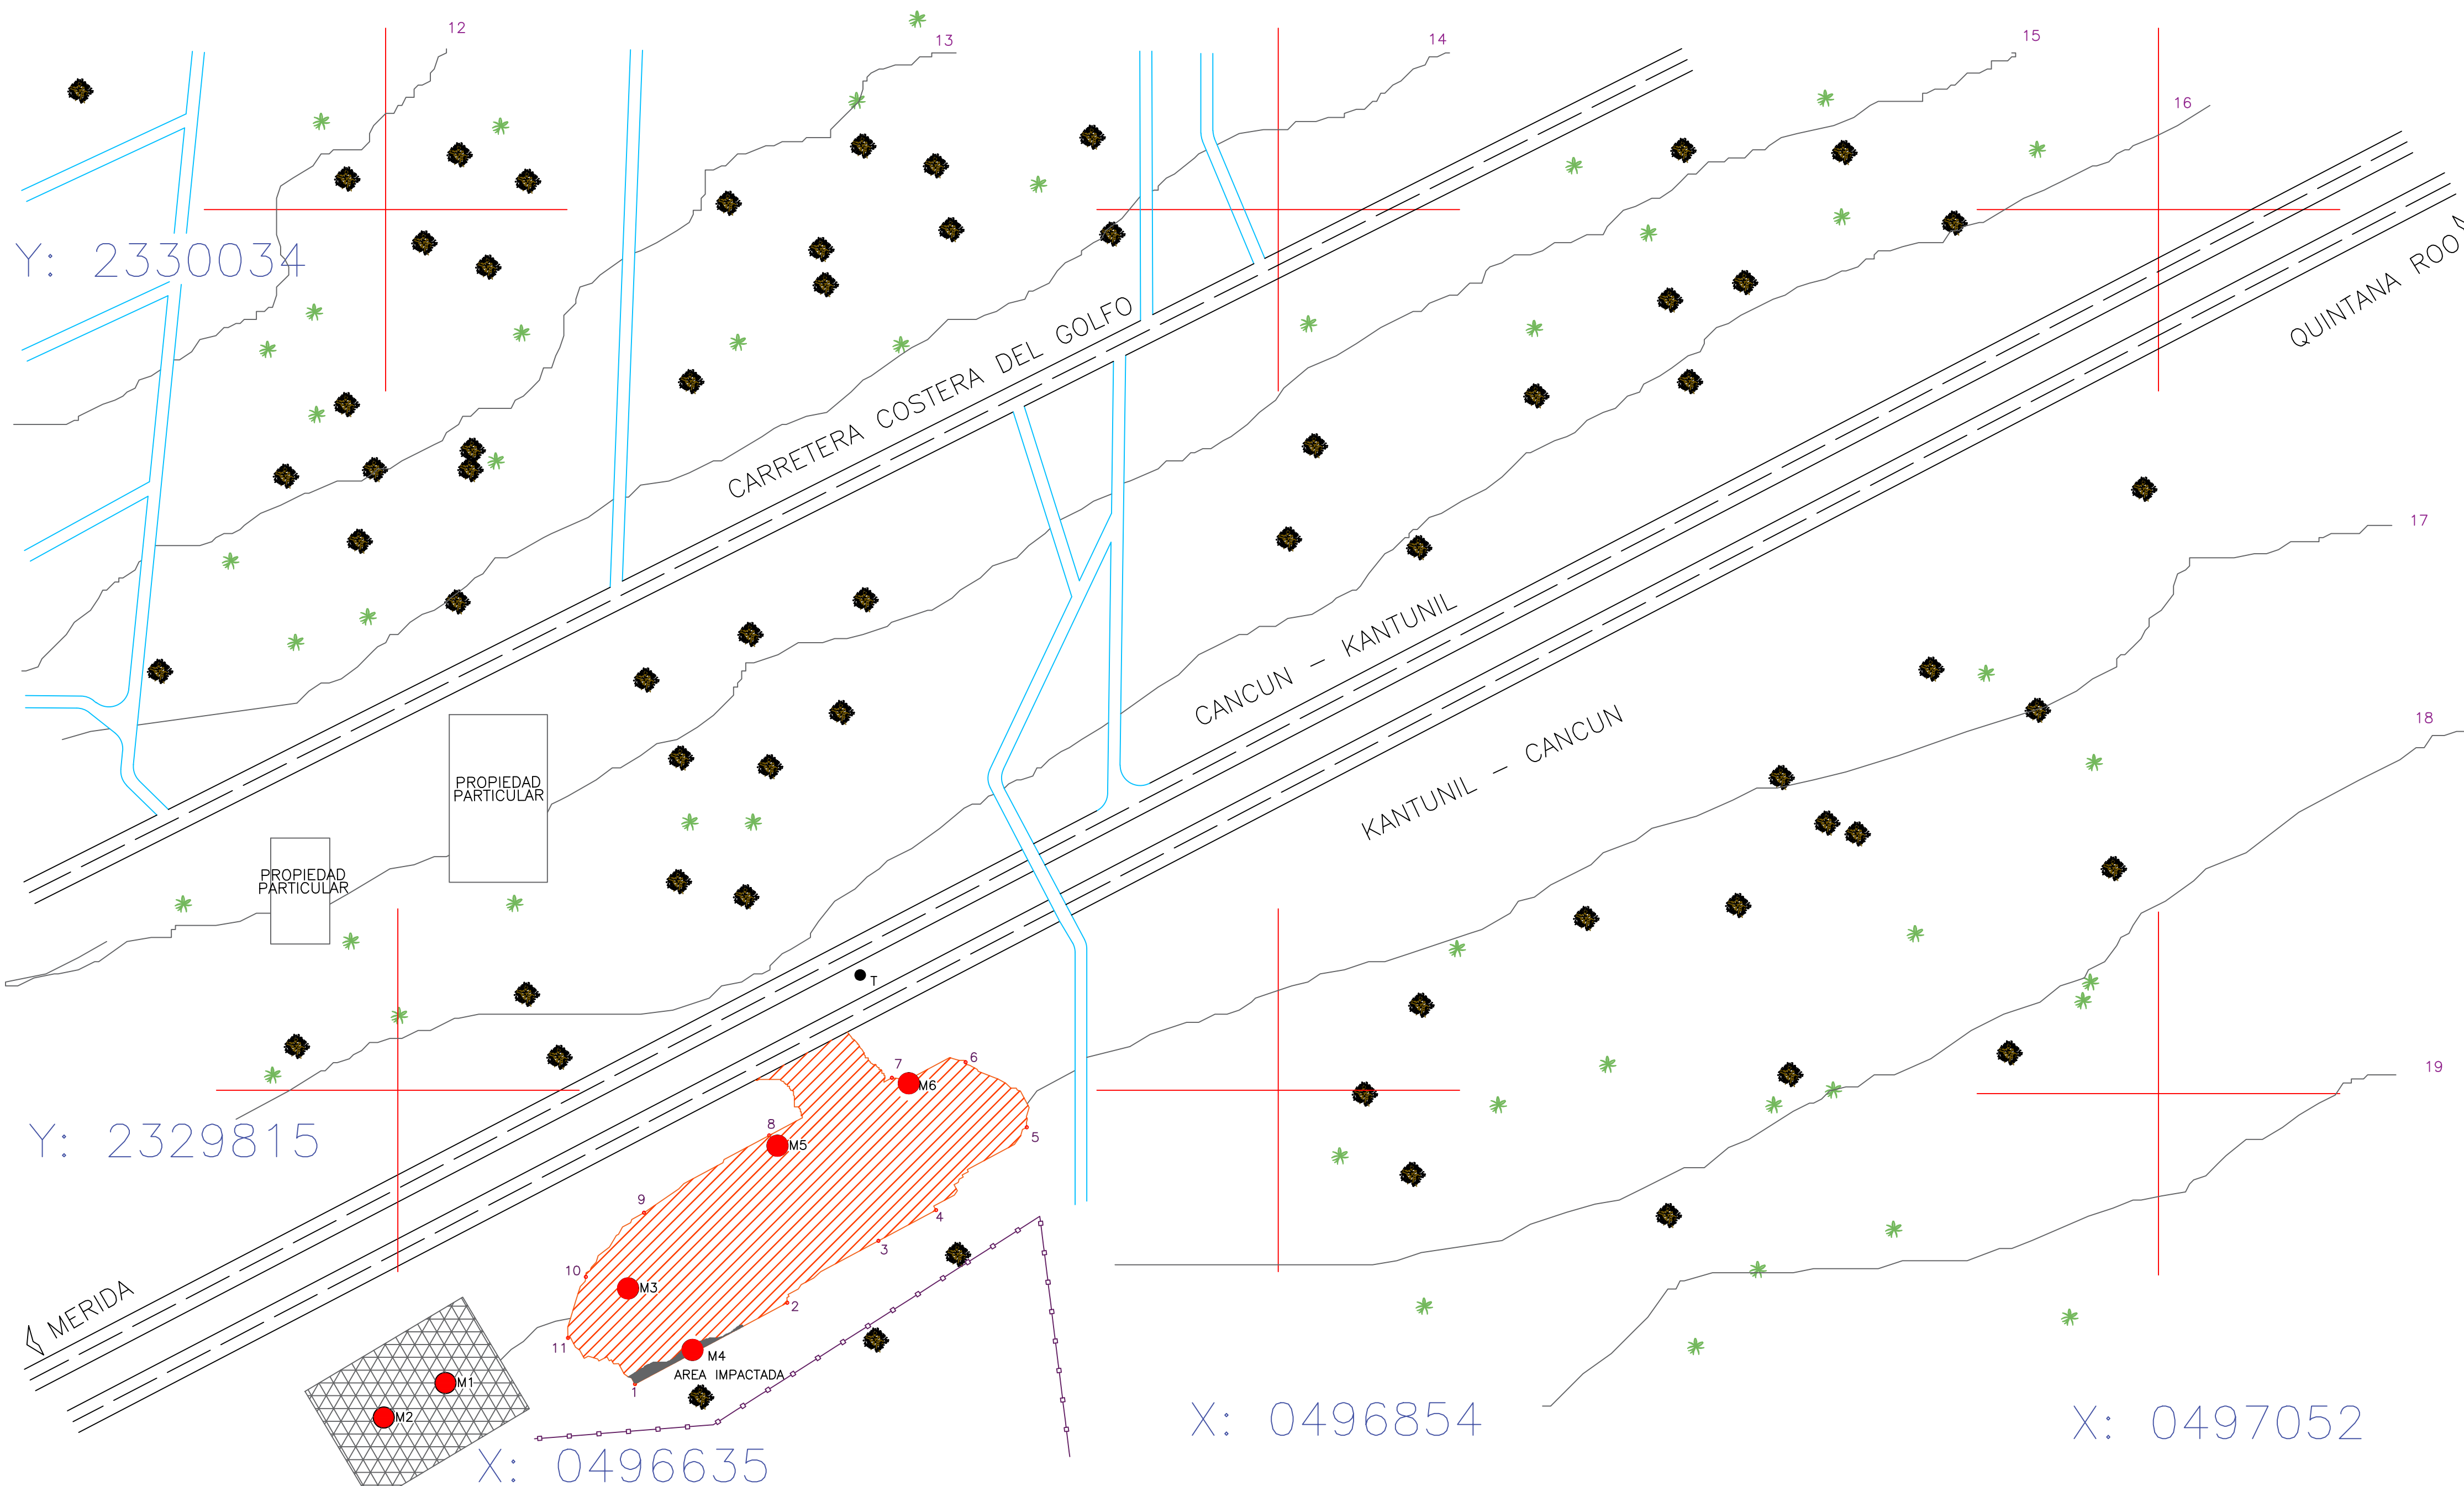 12
13
14
15
16
Y: 2330034
QUINTANA ROO
CARRETERA COSTERA DEL GOLFO
17
CANCUN - KANTUNIL
KANTUNIL - CANCUN
18
PROPIEDAD
PARTICULAR
PROPIEDAD
PARTICULAR
T
19
Y: 2329815
7
6
M6
8
M5
5
9
4
3
10
M3
2
MERIDA
11
M4
AREA IMPACTADA
1
M1
M2
X: 0496635
X: 0496854
X: 0497052